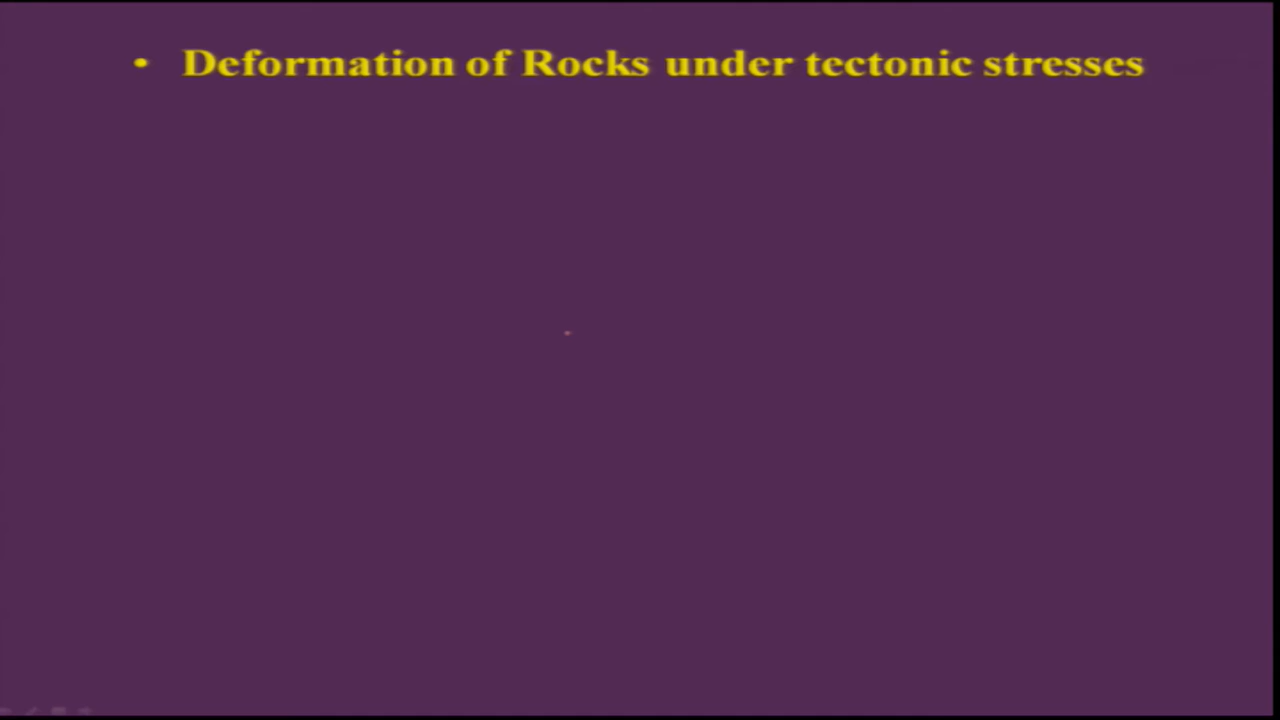 • Deformation of Rocks under tectonic stresses